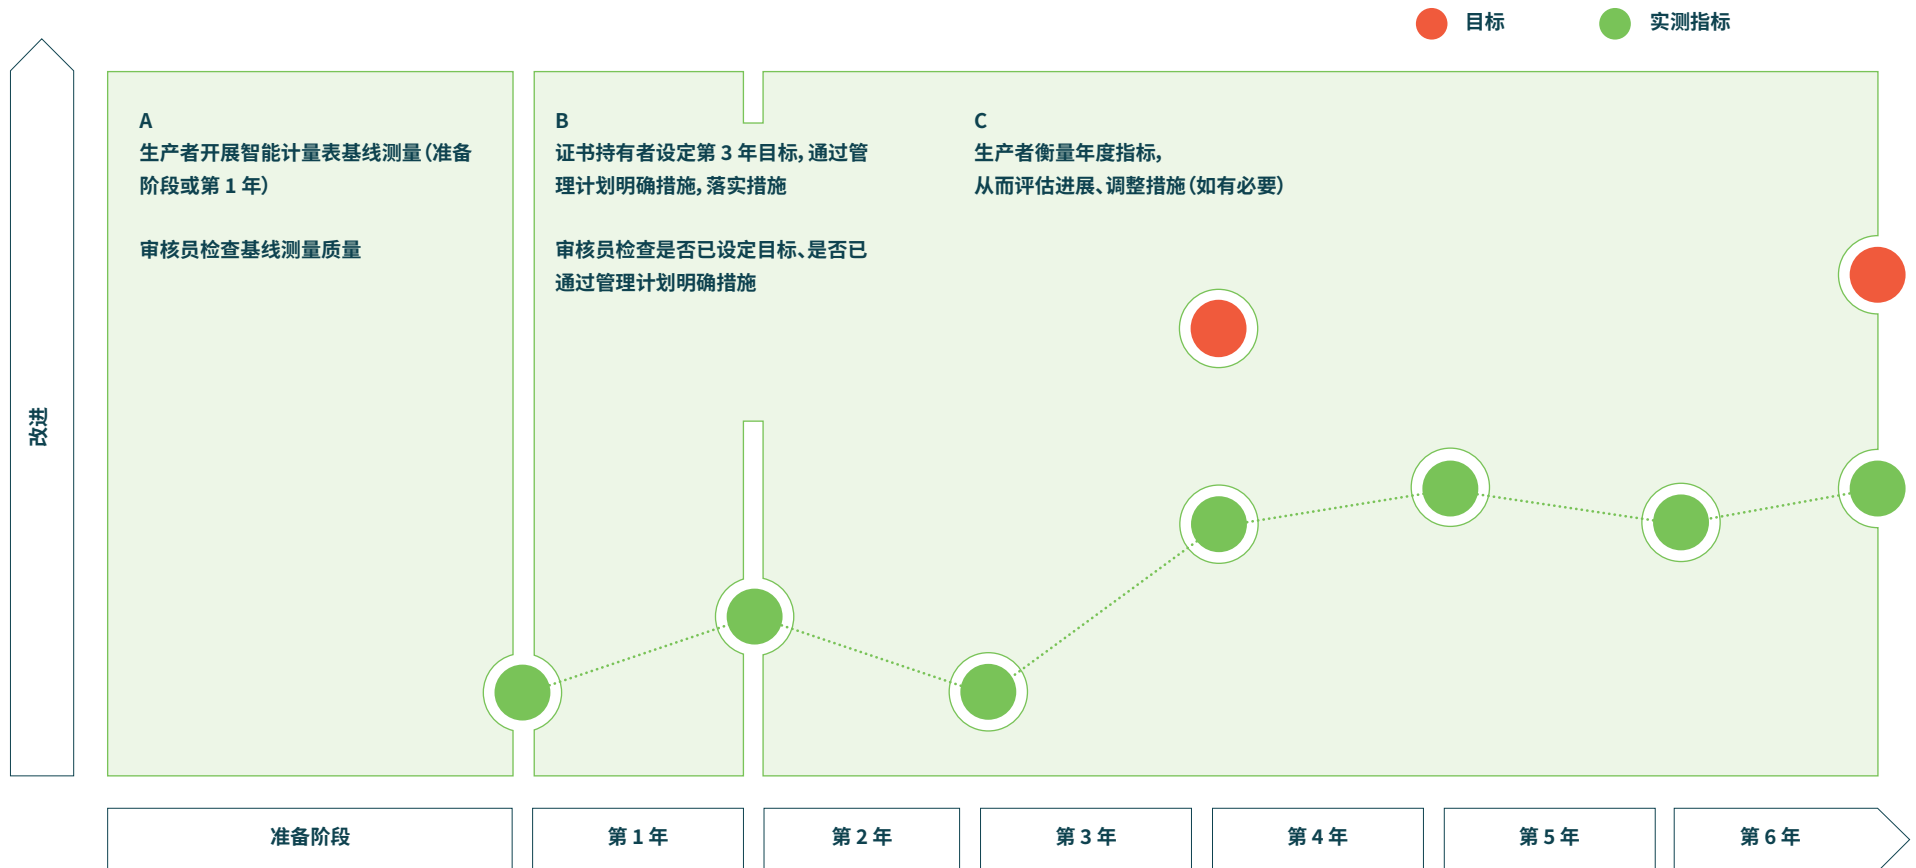 目标
实测指标
A
生产者开展智能计量表基线测量（准备
阶段或第 1 年）
审核员检查基线测量质量
B
证书持有者设定第 3 年目标，通过管
理计划明确措施，落实措施
审核员检查是否已设定目标、是否已
通过管理计划明确措施
C
生产者衡量年度指标，
从而评估进展、调整措施（如有必要）
改进
准备阶段
第 1 年
第 2 年
第 3 年
第 4 年
第 5 年
第 6 年